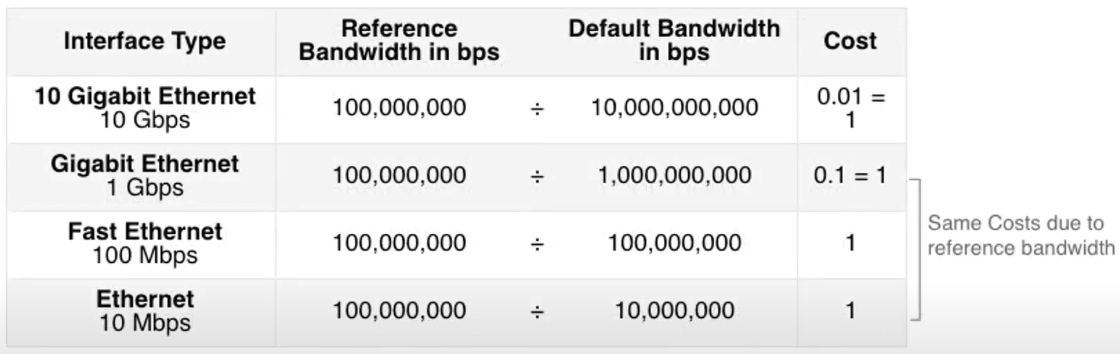 Interface Type
Reference
Bandwidth in bps
Default Bandwidth
in bps
Cost
10 Gigabit Ethernet
10 Gbps
100,000,000 ÷ 10,000,000,000
0.01 =
1
Gigabit Ethernet
1 Gbps
100,000,000 ÷ 1,000,000,000
0.1 = 1
Fast Ethernet
100 Mbps
100,000,000 ÷ 100,000,000
1
Ethernet
10 Mbps
100,000,000 ÷ 10,000,000
1
Same Costs due to
reference bandwidth